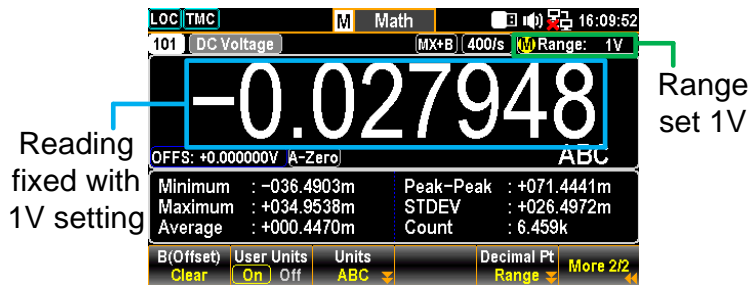 LOC TMC M Math 16:09:52
101 DC Voltage MX+B 400/s M Range: 1V
-0.027948
OFFS: +0.000000V A-Zero ABC
Minimum : -036.4903m Peak-Peak : +071.4441m
Maximum : +034.9538m STDEV : +026.4972m
Average : +000.4470m Count : 6.459k
B(Offset) User Units Units Decimal Pt More 2/2
Clear On Off ABC Range
Reading
fixed with
1V setting
Range
set 1V